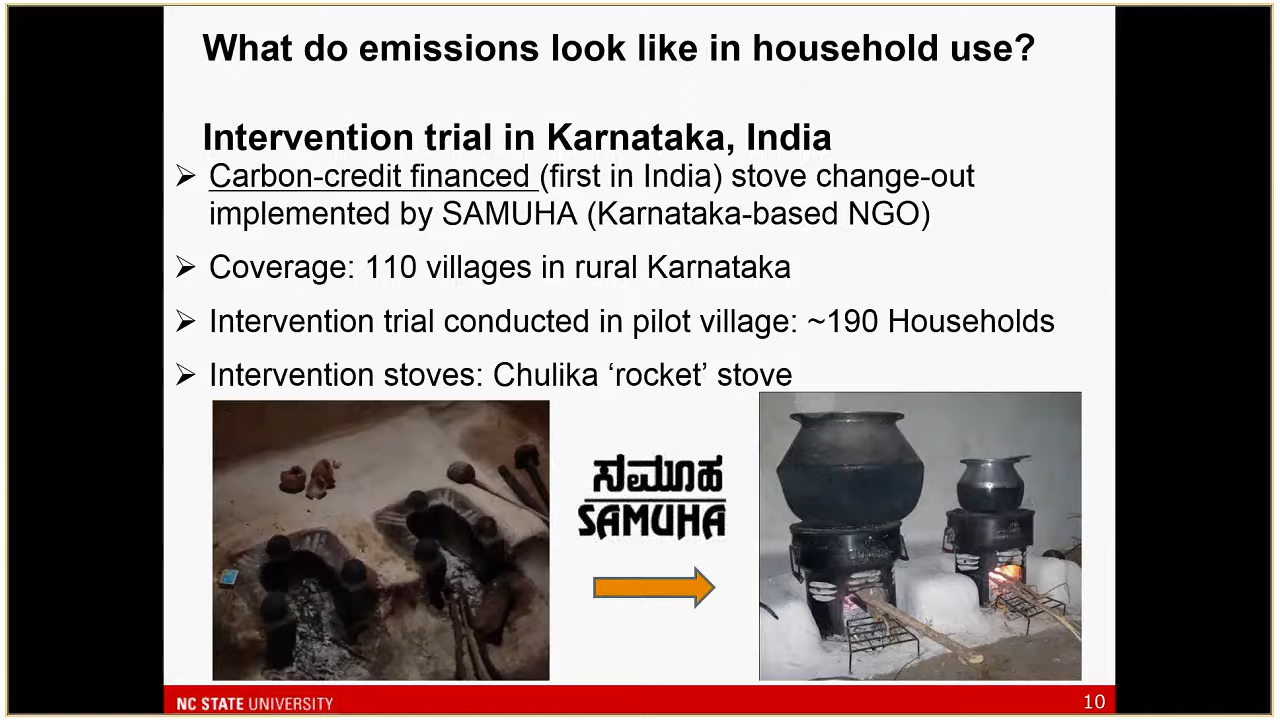 What do emissions look like in household use?
Intervention trial in Karnataka, India
➢ Carbon-credit financed (first in India) stove change-out
implemented by SAMUHA (Karnataka-based NGO)
➢ Coverage: 110 villages in rural Karnataka
➢ Intervention trial conducted in pilot village: ~190 Households
➢ Intervention stoves: Chulika ‘rocket’ stove
ಸಮೂಹ
SAMUHA
NC STATE UNIVERSITY
10